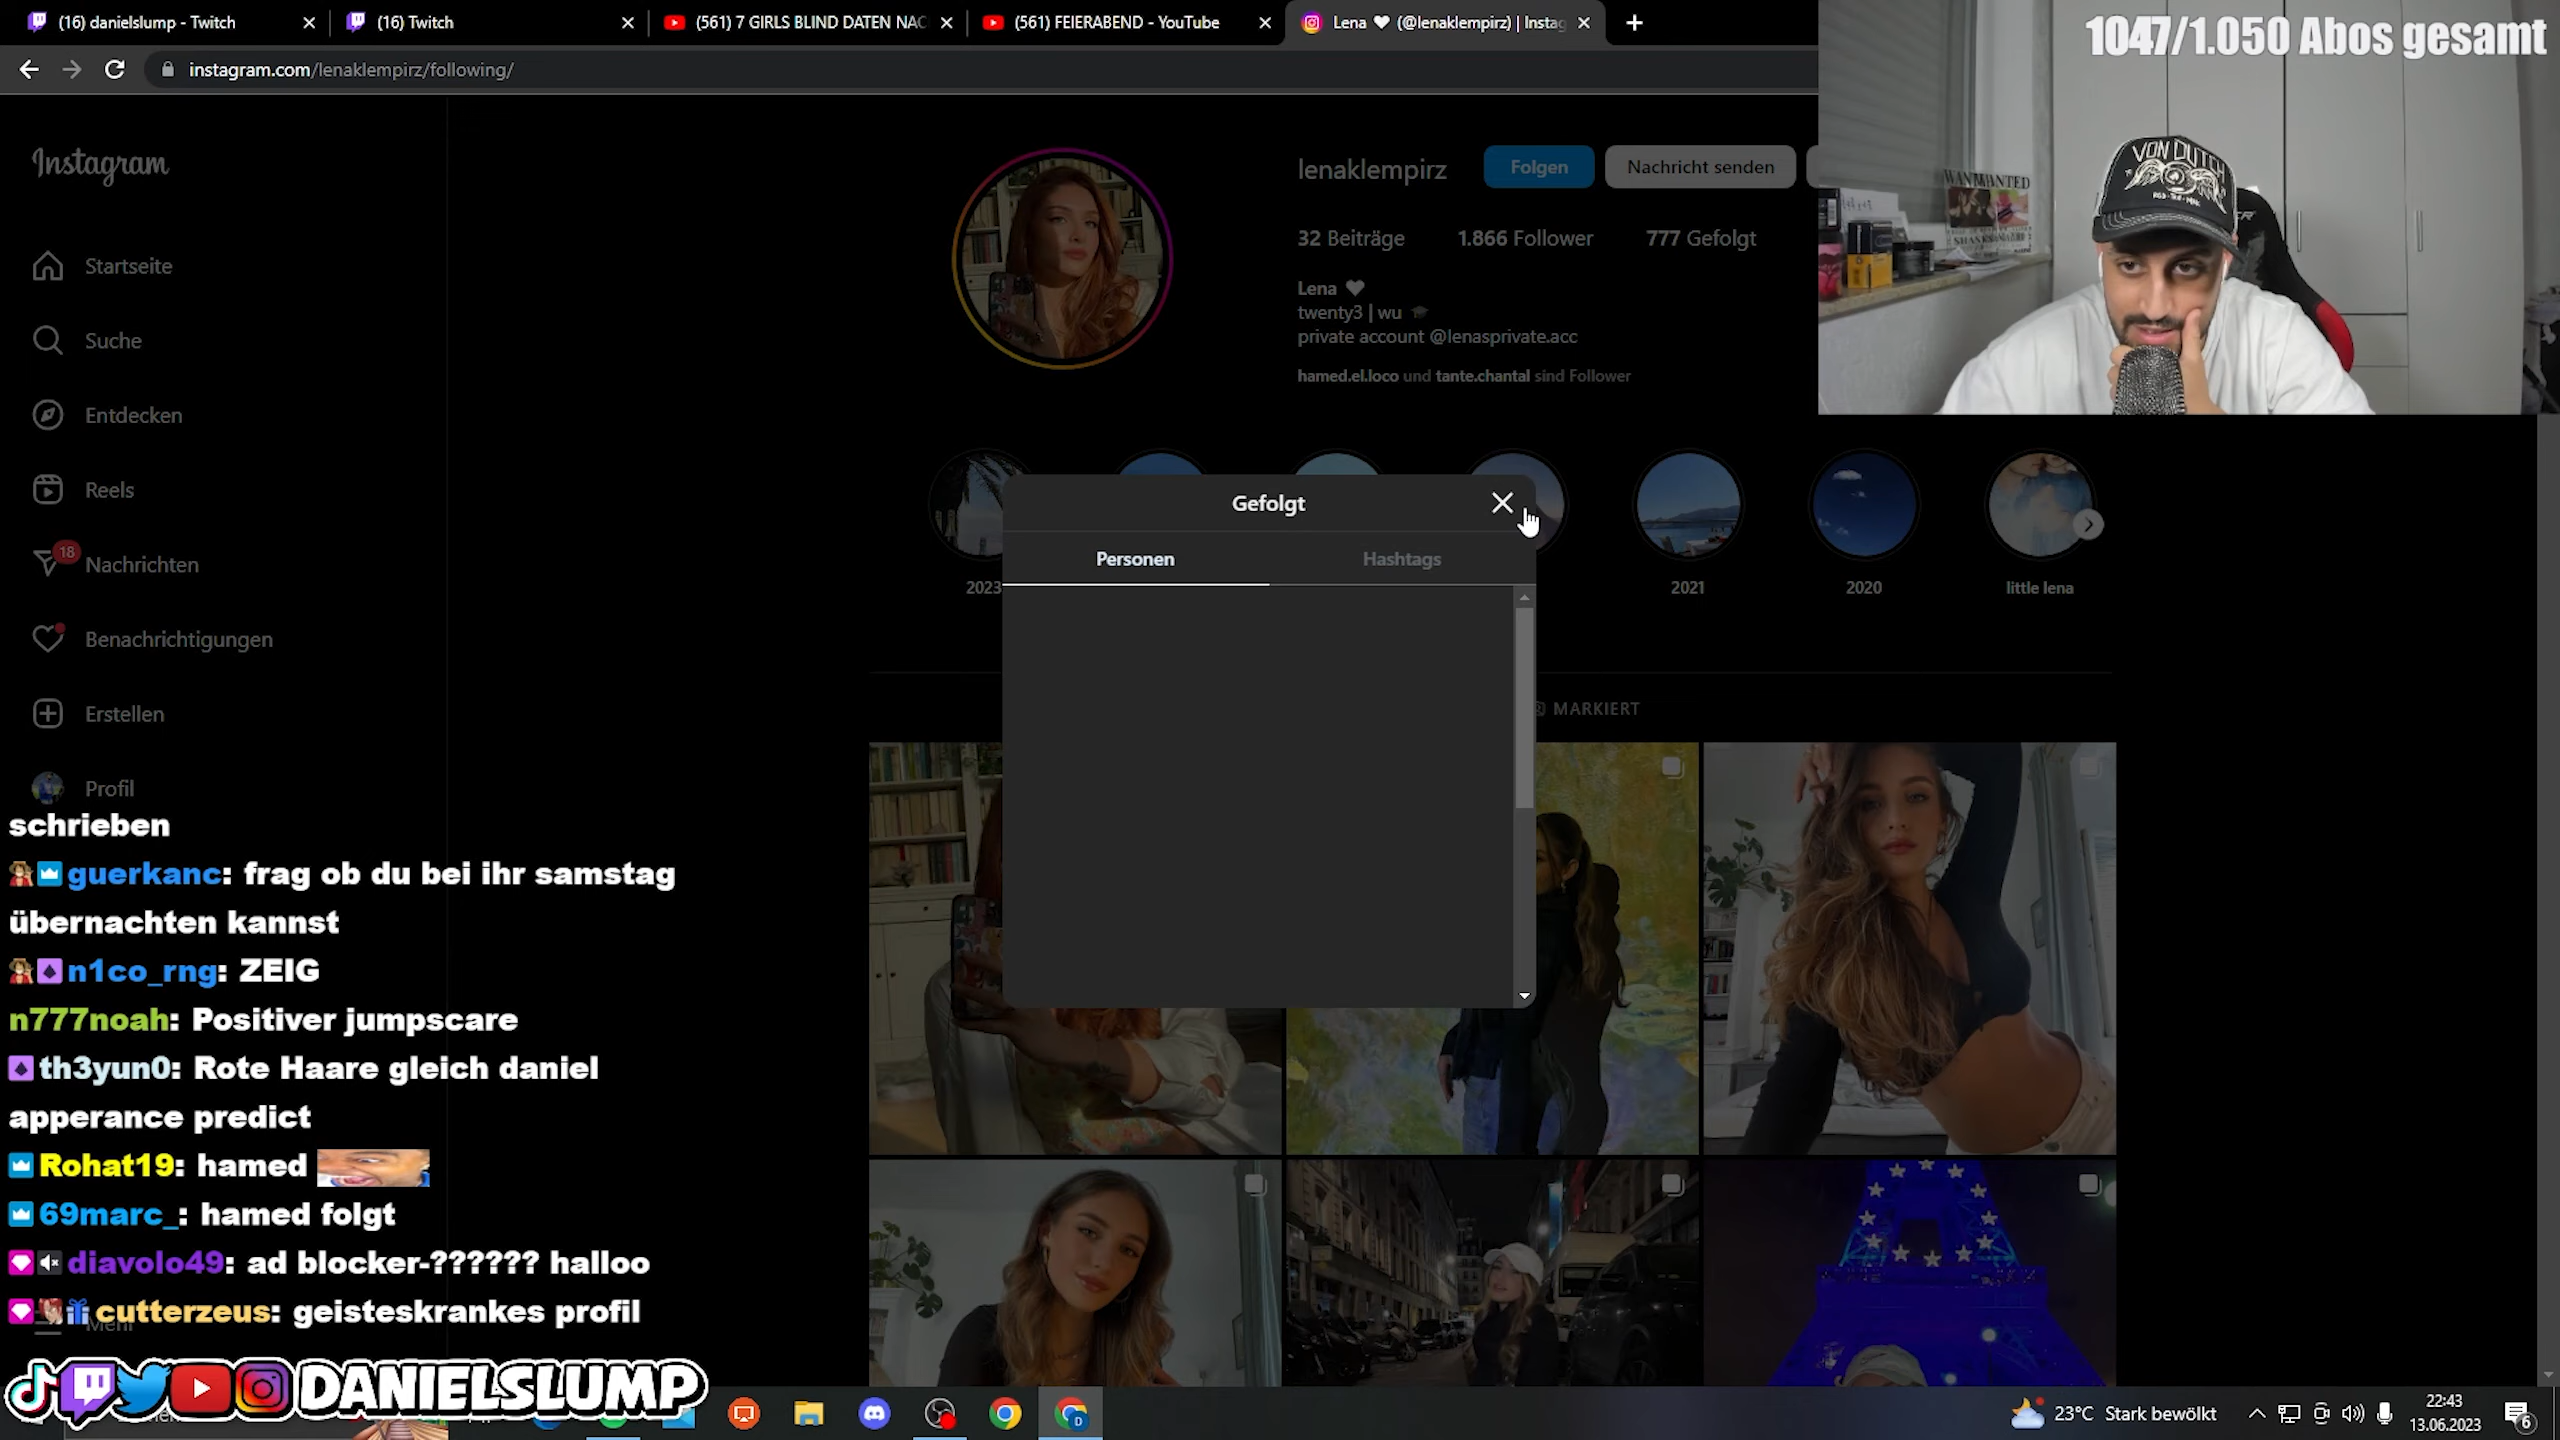 (16) danielslump - Twitch
(16) Twitch
(561) 7 GIRLS BLIND DATEN NAC
(561) FEIERABEND - YouTube
Lena ♥ (@lenaklempirz) | Instag
1047/1.050 Abos gesamt
instagram.com/lenaklempirz/following/
VON DUTCH
WANTED
Instagram
lenaklempirz
Folgen
Nachricht senden
32 Beiträge
1.866 Follower
777 Gefolgt
Lena
twenty3 | wu
private account @lenasprivate.acc
hamed.el.loco und tante.chantal sind Follower
Startseite
Suche
Entdecken
Reels
18
Nachrichten
Benachrichtigungen
Erstellen
Profil
Gefolgt
Personen
Hashtags
2023
2021
2020
little lena
MARKIERT
schrieben
guerkanc: frag ob du bei ihr samstag
übernachten kannst
n1co_rng: ZEIG
n777noah: Positiver jumpscare
th3yun0: Rote Haare gleich daniel
apperance predict
Rohat19: hamed
69marc_: hamed folgt
diavolo49: ad blocker-?????? halloo
cutterzeus: geisteskrankes profil
Mehr
DANIELSLUMP
23°C Stark bewölkt
22:43
13.06.2023
6